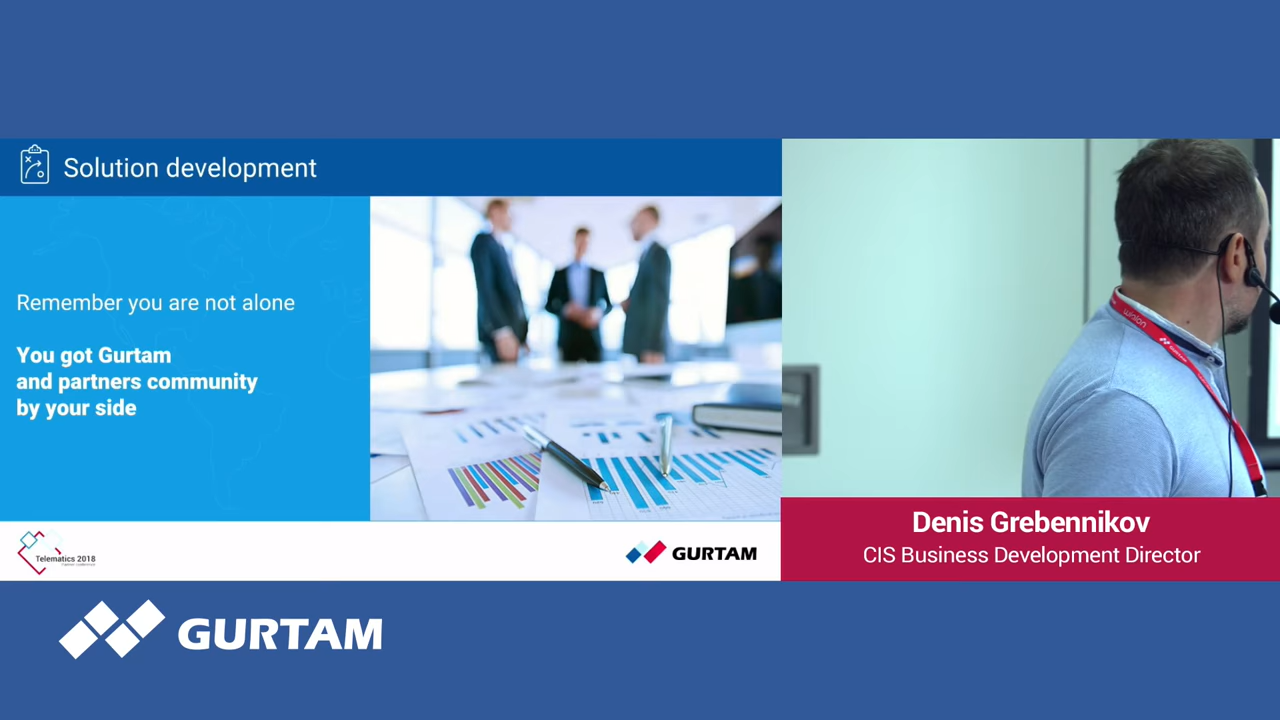 Solution development
Remember you are not alone
You got Gurtam
and partners community
by your side
Telematics 2018
GURTAM
wialon
Denis Grebennikov
CIS Business Development Director
GURTAM